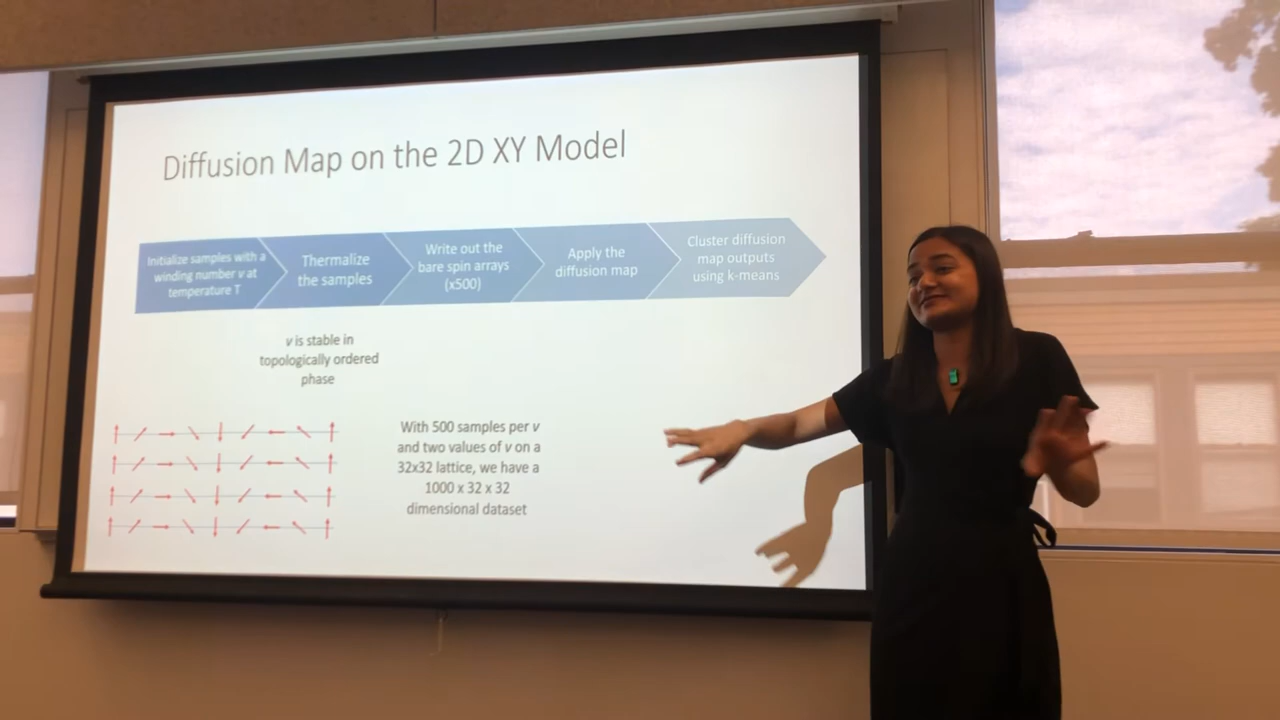 Diffusion Map on the 2D XY Model
Initialize samples with a
winding number v at
temperature T
Thermalize
the samples
Write out the
bare spin arrays
(x500)
Apply the
diffusion map
Cluster diffusion
map outputs
using k-means
v is stable in
topologically ordered
phase
With 500 samples per v
and two values of v on a
32x32 lattice, we have a
1000 x 32 x 32
dimensional dataset